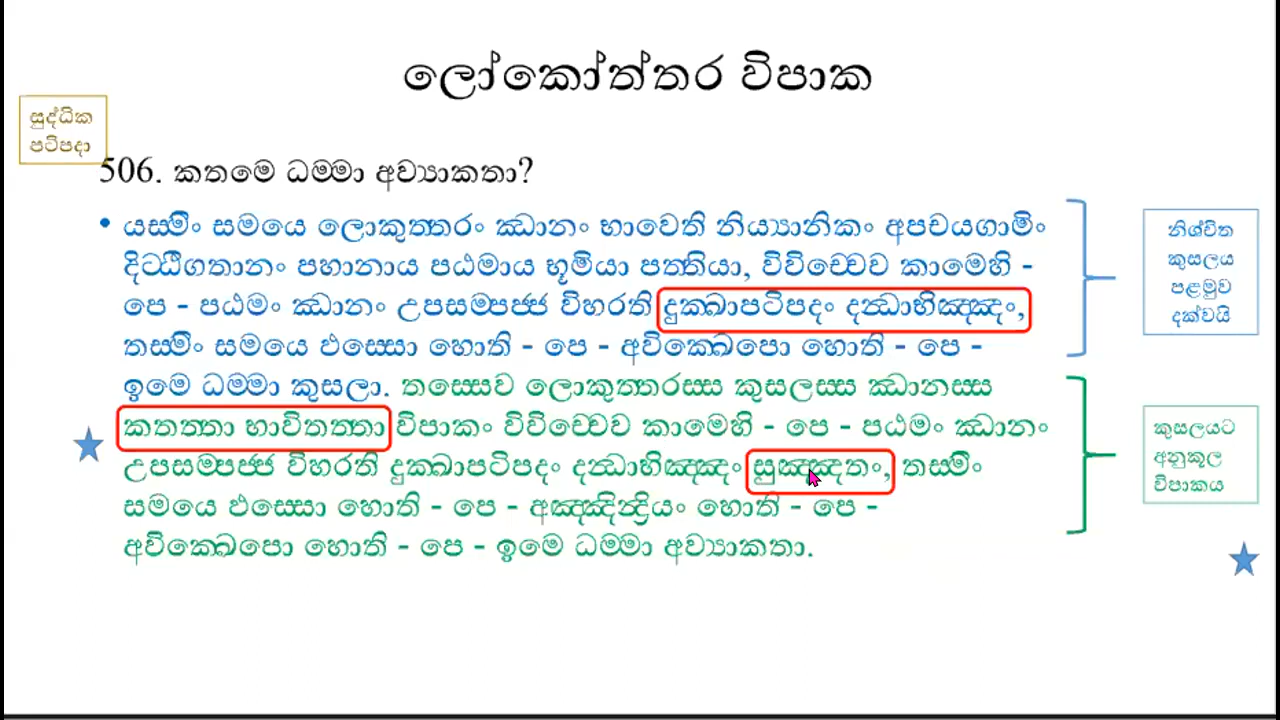 ලෝකෝත්තර විපාක
සුද්ධික
පටිපදා
506. කතමෙ ධම්මා අව්‍යාකතා?
• යස්මිං සමයෙ ලොකුත්තරං ඣානං භාවෙති නිය්‍යානිකං අපචයගාමිං
දිට්ඨිගතානං පහානාය පඨමාය භූමියා පත්තියා, විවිච්චෙව කාමෙහි -
පෙ - පඨමං ඣානං උපසම්පජ්ජ විහරති දුක්ඛාපටිපදං දන්ධාභිඤ්ඤං,
තස්මිං සමයෙ ඵස්සො හොති - පෙ - අවික්ඛෙපො හොති - පෙ -
ඉමෙ ධම්මා කුසලා. තස්සෙව ලොකුත්තරස්ස කුසලස්ස ඣානස්ස
කතත්තා භාවිතත්තා විපාකං විවිච්චෙව කාමෙහි - පෙ - පඨමං ඣානං
උපසම්පජ්ජ විහරති දුක්ඛාපටිපදං දන්ධාභිඤ්ඤං සුඤ්ඤතං, තස්මිං
සමයෙ ඵස්සො හොති - පෙ - අඤ්ඤින්ද්‍රියං හොති - පෙ -
අවික්ඛෙපො හොති - පෙ - ඉමෙ ධම්මා අව්‍යාකතා.
නිශ්චිත
කුසලය
පළමුව
දක්වයි
කුසලයට
අනුකූල
විපාකය